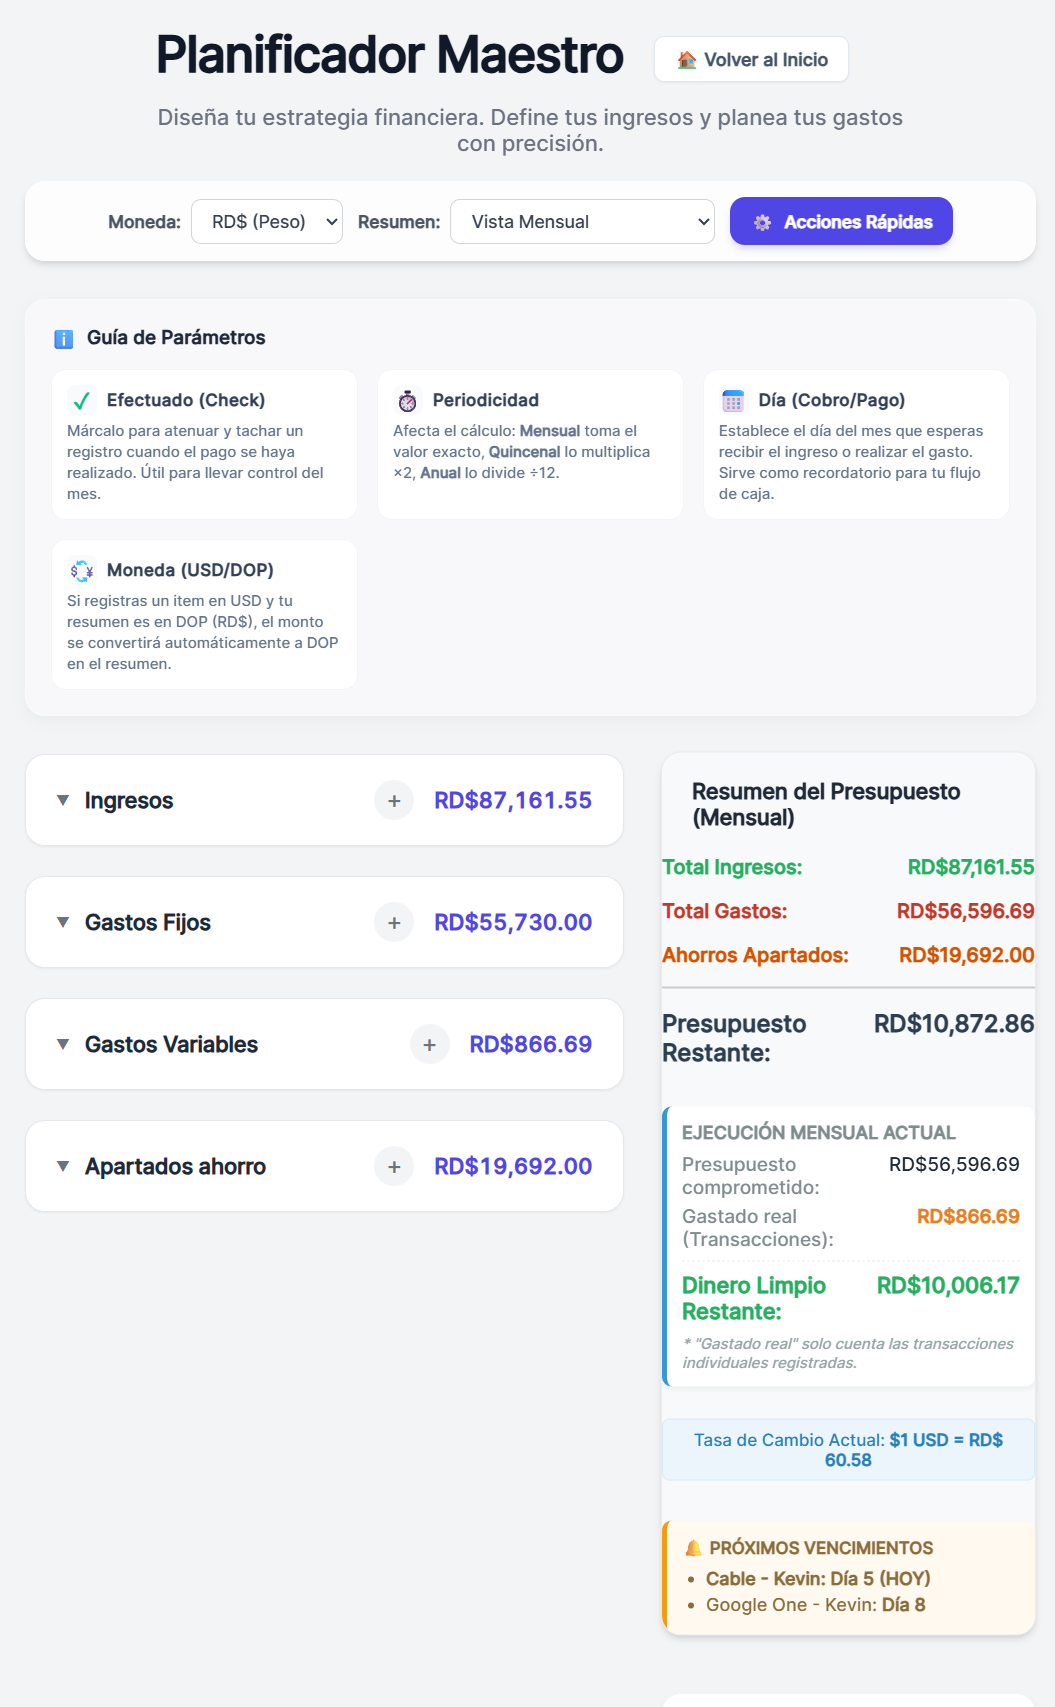 Planificador Maestro
Volver al Inicio
Diseña tu estrategia financiera. Define tus ingresos y planea tus gastos
con precisión.
Moneda: RD$ (Peso) Resumen: Vista Mensual Acciones Rápidas
Guía de Parámetros
Efectuado (Check)
Márcalo para atenuar y tachar un
registro cuando el pago se haya
realizado. Útil para llevar control del
mes.
Periodicidad
Afecta el cálculo: Mensual toma el
valor exacto, Quincenal lo multiplica
×2, Anual lo divide ÷12.
Día (Cobro/Pago)
Establece el día del mes que esperas
recibir el ingreso o realizar el gasto.
Sirve como recordatorio para tu flujo
de caja.
Moneda (USD/DOP)
Si registras un item en USD y tu
resumen es en DOP (RD$), el monto
se convertirá automáticamente a DOP
en el resumen.
Ingresos + RD$87,161.55
Gastos Fijos + RD$55,730.00
Gastos Variables + RD$866.69
Apartados ahorro + RD$19,692.00
Resumen del Presupuesto
(Mensual)
Total Ingresos: RD$87,161.55
Total Gastos: RD$56,596.69
Ahorros Apartados: RD$19,692.00
Presupuesto RD$10,872.86
Restante:
EJECUCIÓN MENSUAL ACTUAL
Presupuesto RD$56,596.69
comprometido:
Gastado real RD$866.69
(Transacciones):
Dinero Limpio RD$10,006.17
Restante:
* "Gastado real" solo cuenta las transacciones
individuales registradas.
Tasa de Cambio Actual: $1 USD = RD$
60.58
PRÓXIMOS VENCIMIENTOS
• Cable - Kevin: Día 5 (HOY)
• Google One - Kevin: Día 8